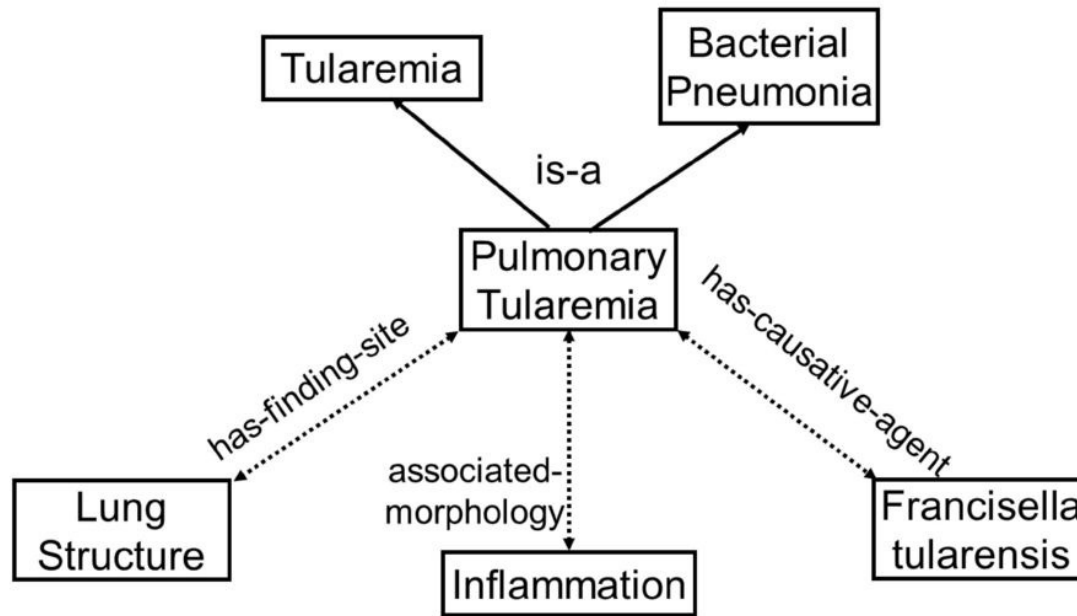 Tularemia
Bacterial
Pneumonia
is-a
Pulmonary
Tularemia
has-finding-site
has-causative-agent
associated-
morphology
Lung
Structure
Inflammation
Francisella
tularensis